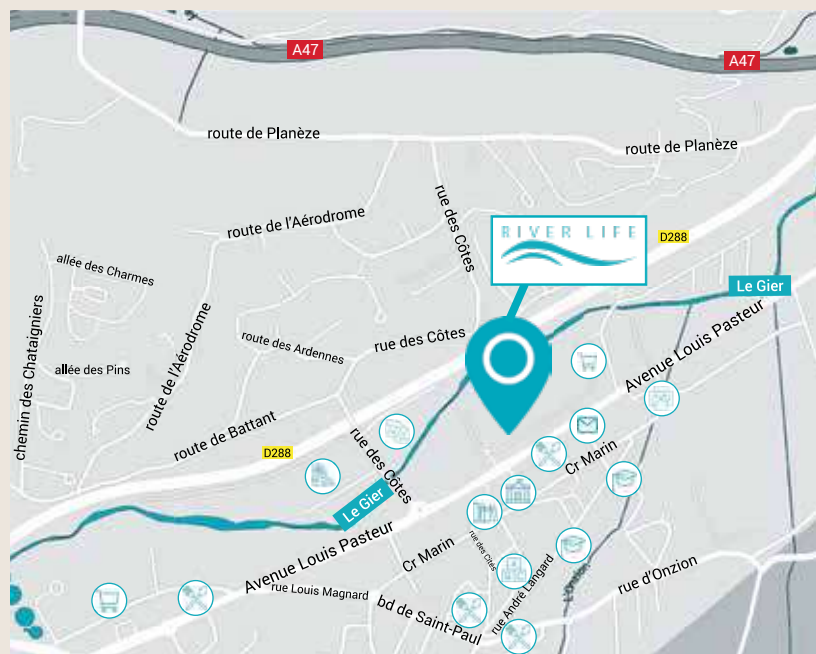 A47
A47
route de Planèze
route de Planèze
rue des Côtes
route de l'Aérodrome
RIVER LIFE
D288
allée des Charmes
Le Gier
chemin des Chataigniers
route de l'Aérodrome
route des Ardennes
rue des Côtes
Avenue Louis Pasteur
allée des Pins
route de Battant
D288
rue des Côtes
Cr Marin
Le Gier
Avenue Louis Pasteur
Cr Marin
rue des Cités
rue Louis Magnard
bd de Saint-Paul
rue André Langard
rue d'Onzion